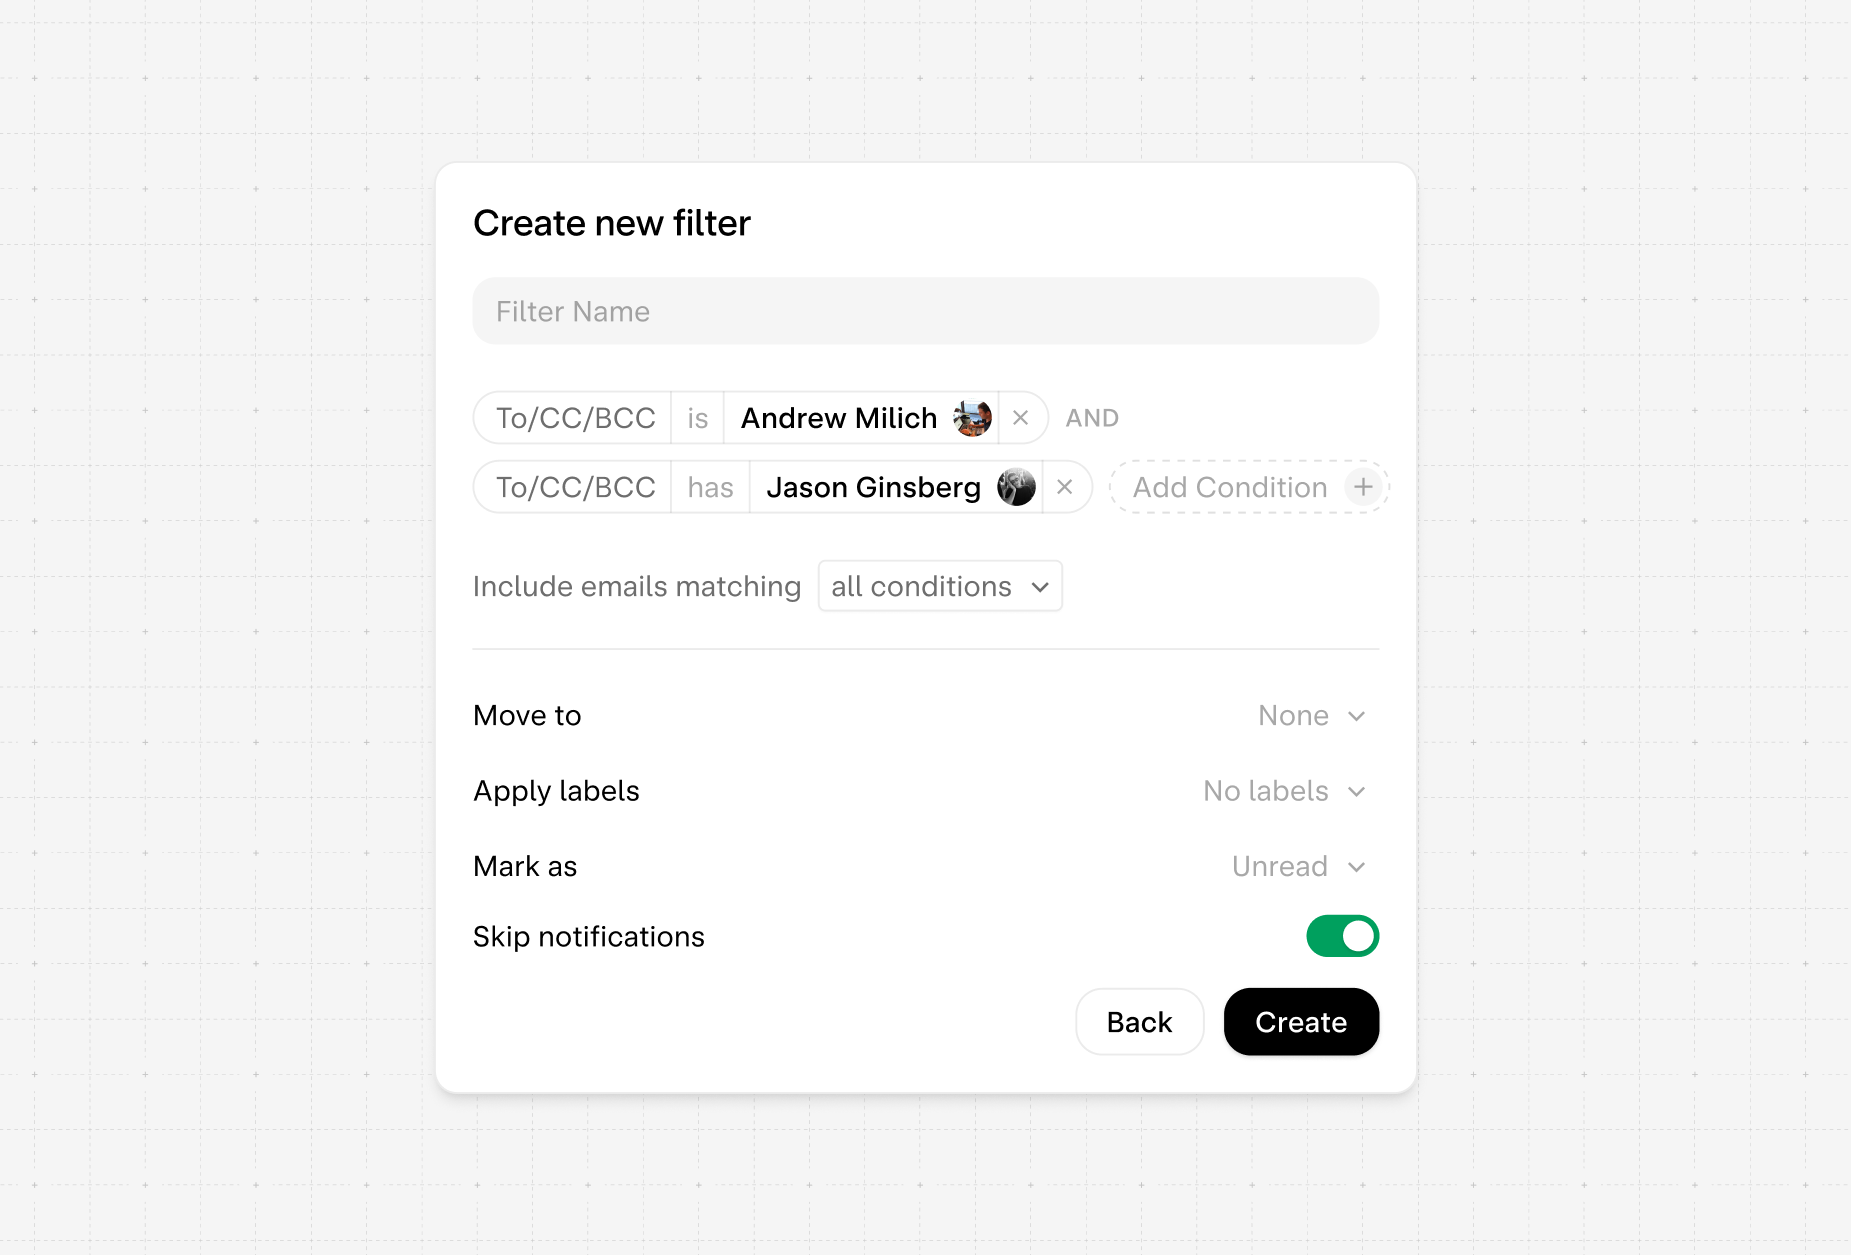 Create new filter
Filter Name
To/CC/BCC is Andrew Milich AND
To/CC/BCC has Jason Ginsberg Add Condition
Include emails matching all conditions
Move to None
Apply labels No labels
Mark as Unread
Skip notifications
Back Create